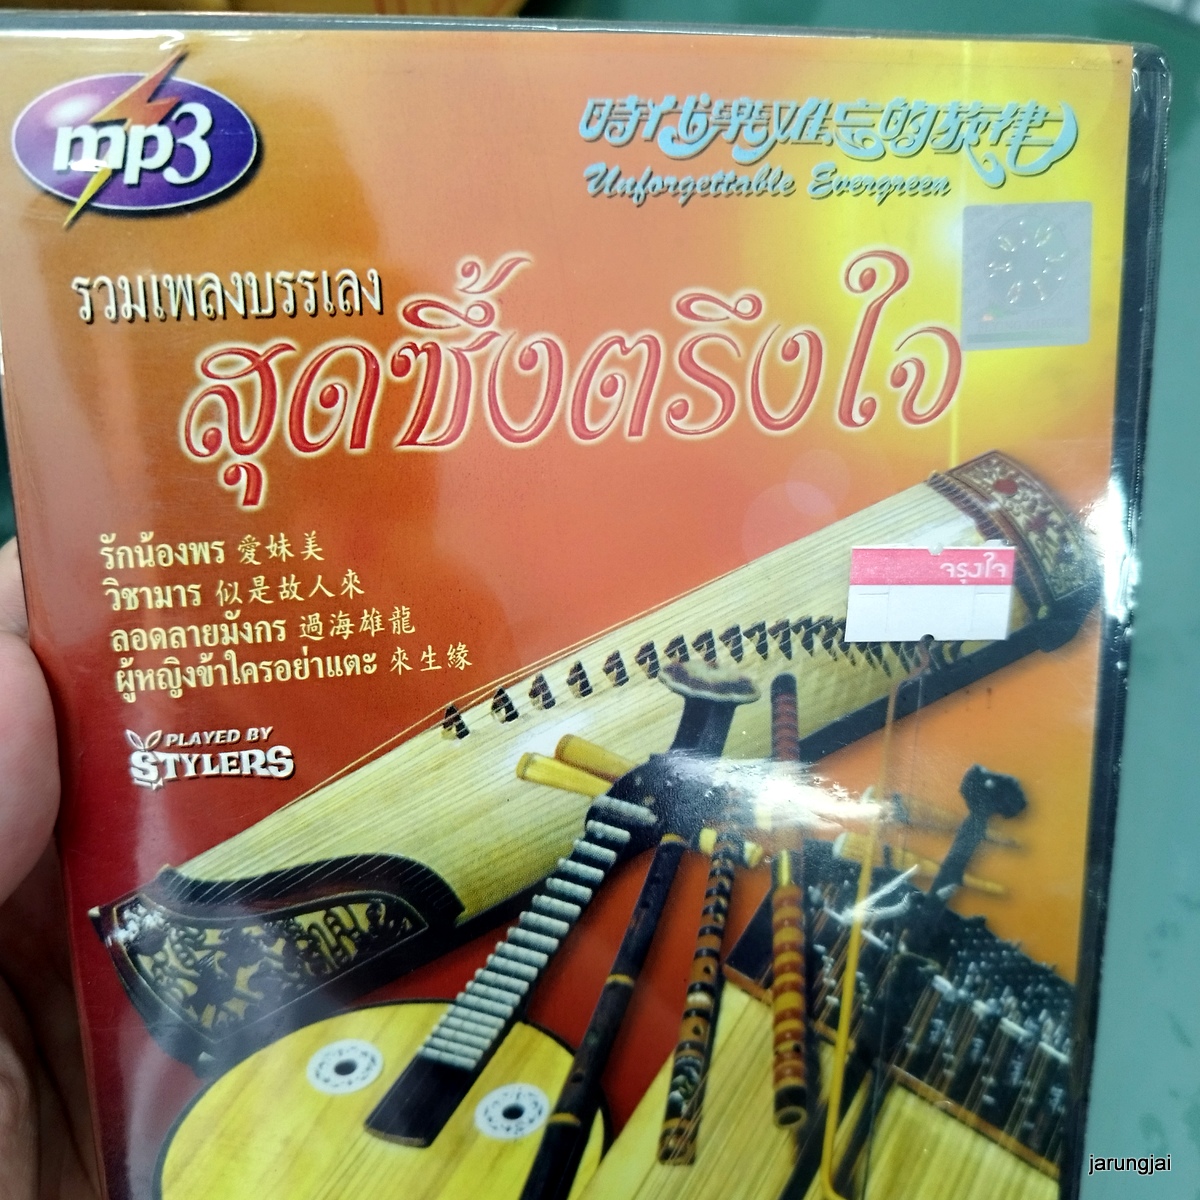 mp3
時代與难忘的旋律
Unforgettable Evergreen
รวมเพลงบรรเลง
สุดซึ้งตรึงใจ
จรุงใจ
รักน้องพร 愛妹美
วิชามาร 似是故人來
ลอดลายมังกร 過海雄龍
ผู้หญิงข้าใครอย่าแตะ 來生緣
PLAYED BY
STYLERS
jarungjai